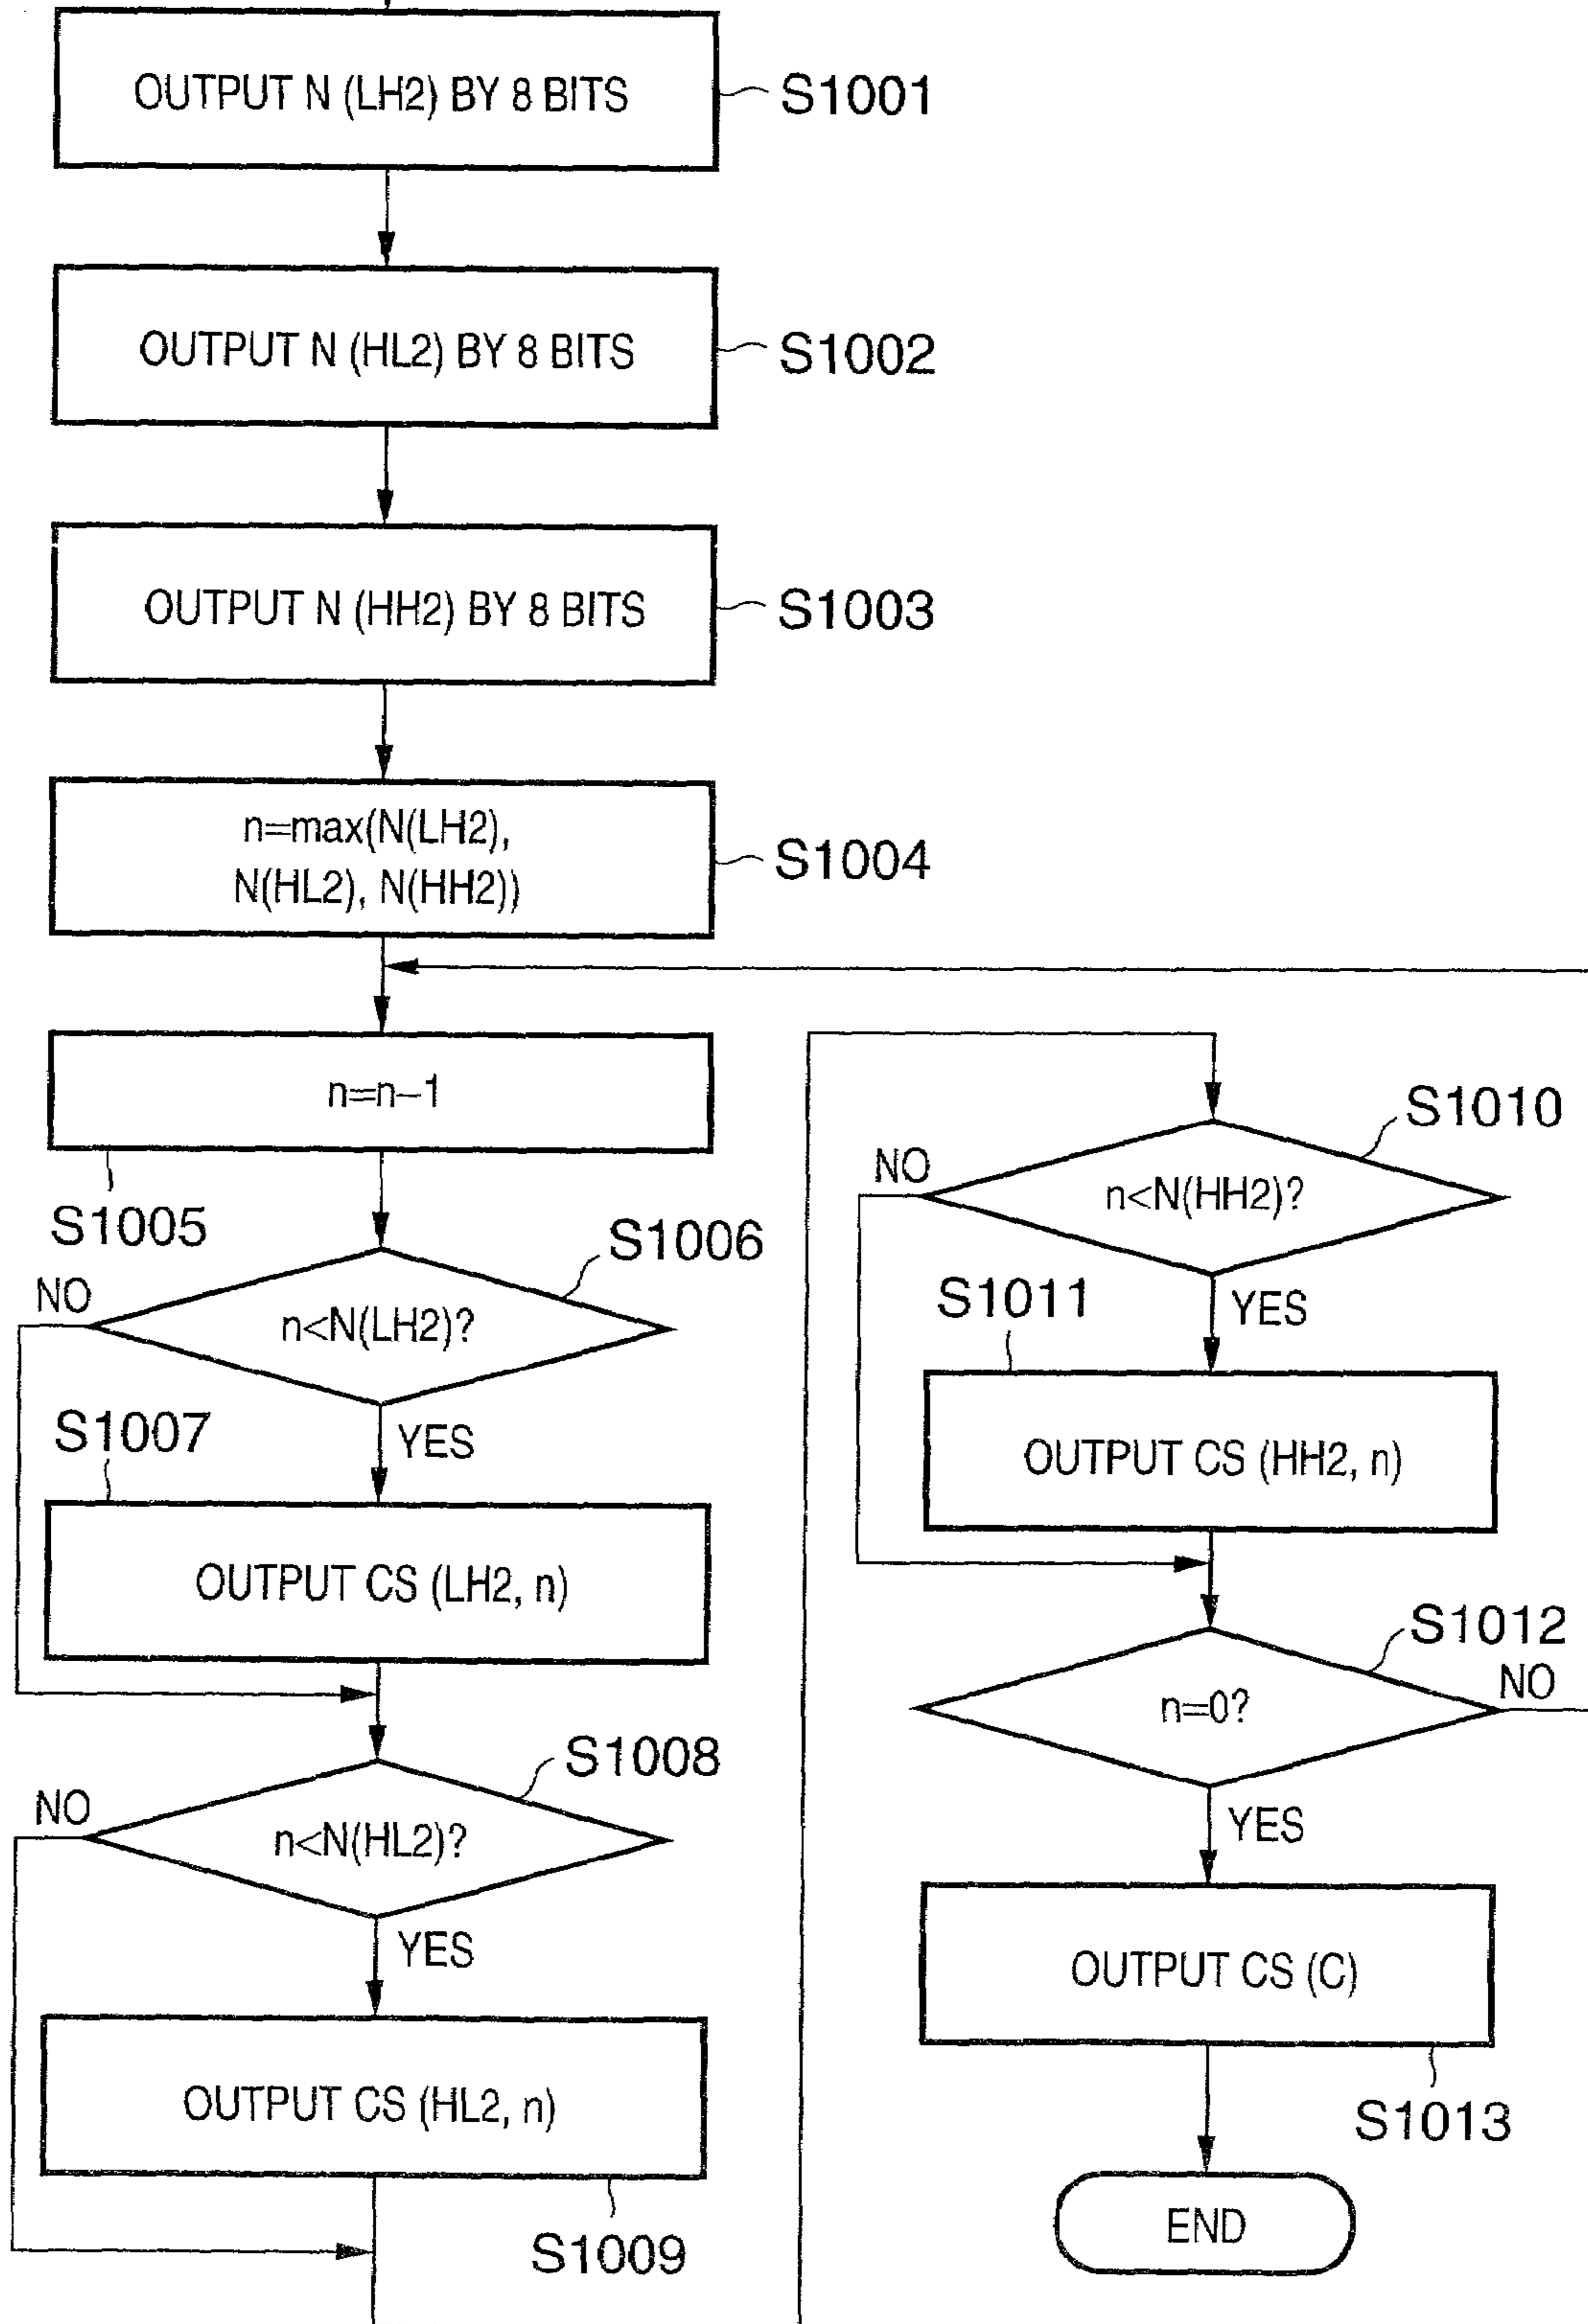 OUTPUT N (LH2) BY 8 BITS
S1001
OUTPUT N (HL2) BY 8 BITS
S1002
OUTPUT N (HH2) BY 8 BITS
S1003
n=max(N(LH2),
N(HL2), N(HH2))
S1004
n=n–1
S1005
S1006
NO
n<N(LH2)?
YES
S1007
OUTPUT CS (LH2, n)
S1008
NO
n<N(HL2)?
YES
OUTPUT CS (HL2, n)
S1009
S1010
NO
n<N(HH2)?
YES
S1011
OUTPUT CS (HH2, n)
S1012
NO
n=0?
YES
OUTPUT CS (C)
S1013
END